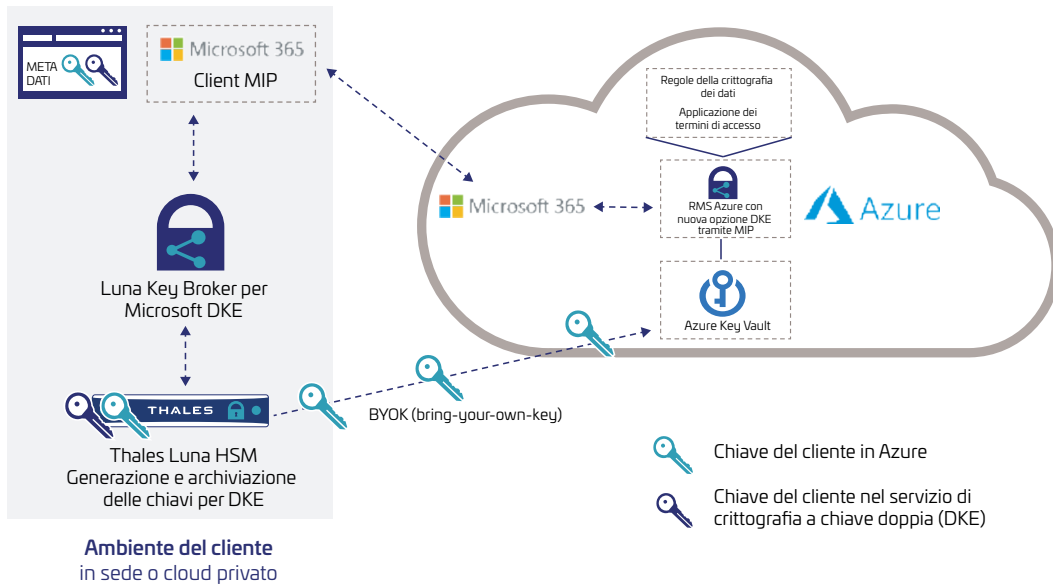 META
DATI
Microsoft 365
Client MIP
Luna Key Broker per
Microsoft DKE
THALES
Thales Luna HSM
Generazione e archiviazione
delle chiavi per DKE
Ambiente del cliente
in sede o cloud privato
BYOK (bring-your-own-key)
Regole della crittografia
dei dati
Applicazione dei
termini di accesso
Microsoft 365
RMS Azure con
nuova opzione DKE
tramite MIP
Azure
Azure Key Vault
Chiave del cliente in Azure
Chiave del cliente nel servizio di
crittografia a chiave doppia (DKE)